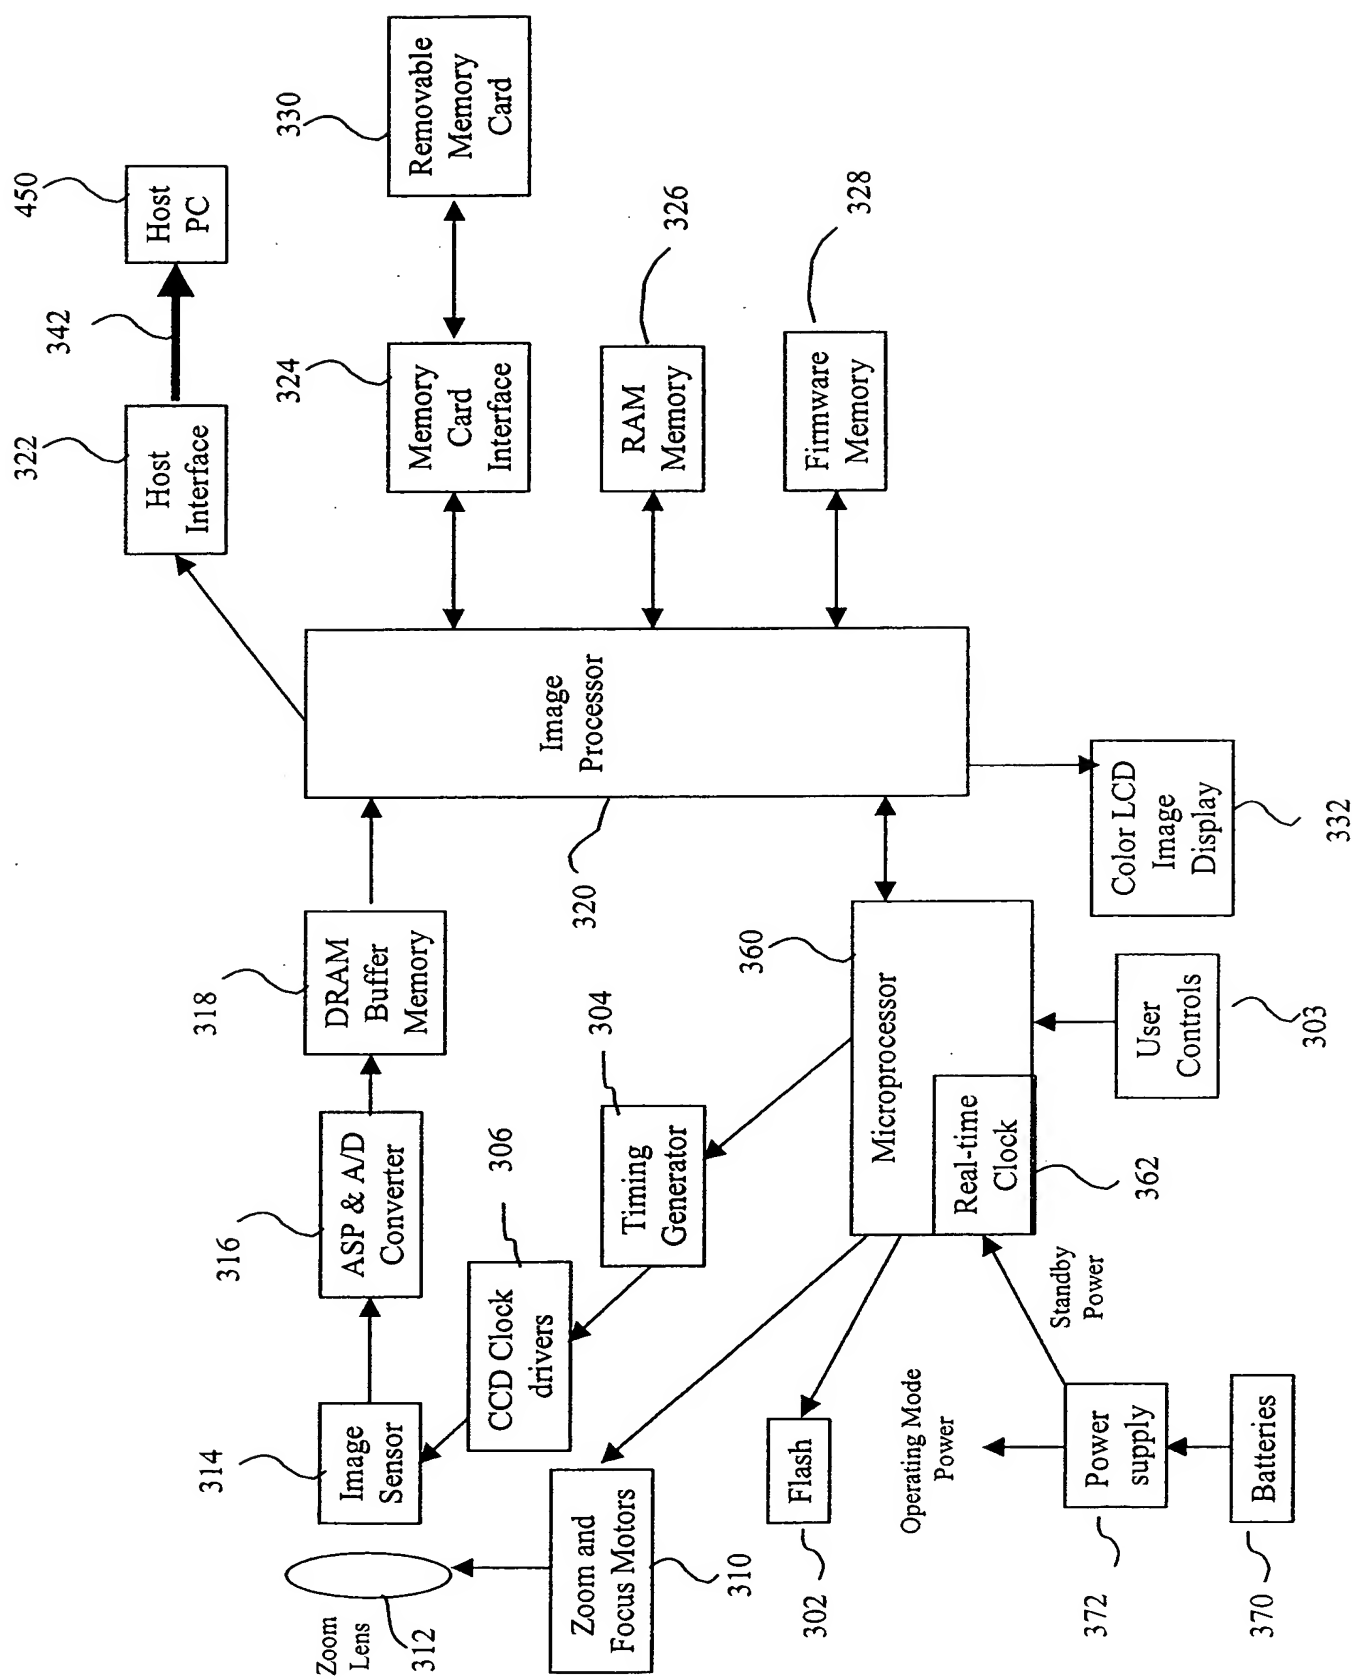 450
Host
PC
342
322
Host
Interface
330
Removable
Memory
Card
324
Memory
Card
Interface
326
RAM
Memory
328
Firmware
Memory
Image
Processor
320
318
DRAM
Buffer
Memory
316
ASP & A/D
Converter
314
Image
Sensor
Zoom
Lens
312
306
CCD Clock
drivers
304
Timing
Generator
Zoom and
Focus Motors
310
360
Microprocessor
Real-time
Clock
362
User
Controls
303
Color LCD
Image
Display
332
Flash
302
Operating Mode
Power
Standby
Power
Power
supply
372
Batteries
370